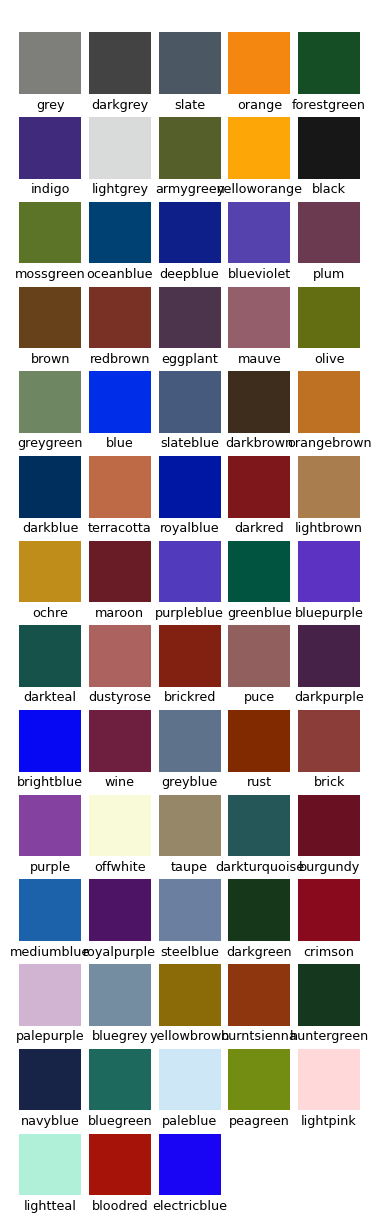 grey darkgrey slate orange forestgreen
indigo lightgrey armygreen yelloworange black
mossgreen oceanblue deepblue blueviolet plum
brown redbrown eggplant mauve olive
greygreen blue slateblue darkbrown orangebrown
darkblue terracotta royalblue darkred lightbrown
ochre maroon purpleblue greenblue bluepurple
darkteal dustyrose brickred puce darkpurple
brightblue wine greyblue rust brick
purple offwhite taupe darkturquoise burgundy
mediumblue royalpurple steelblue darkgreen crimson
palepurple bluegrey yellowbrown burntsienna huntergreen
navyblue bluegreen paleblue peagreen lightpink
lightteal bloodred electricblue